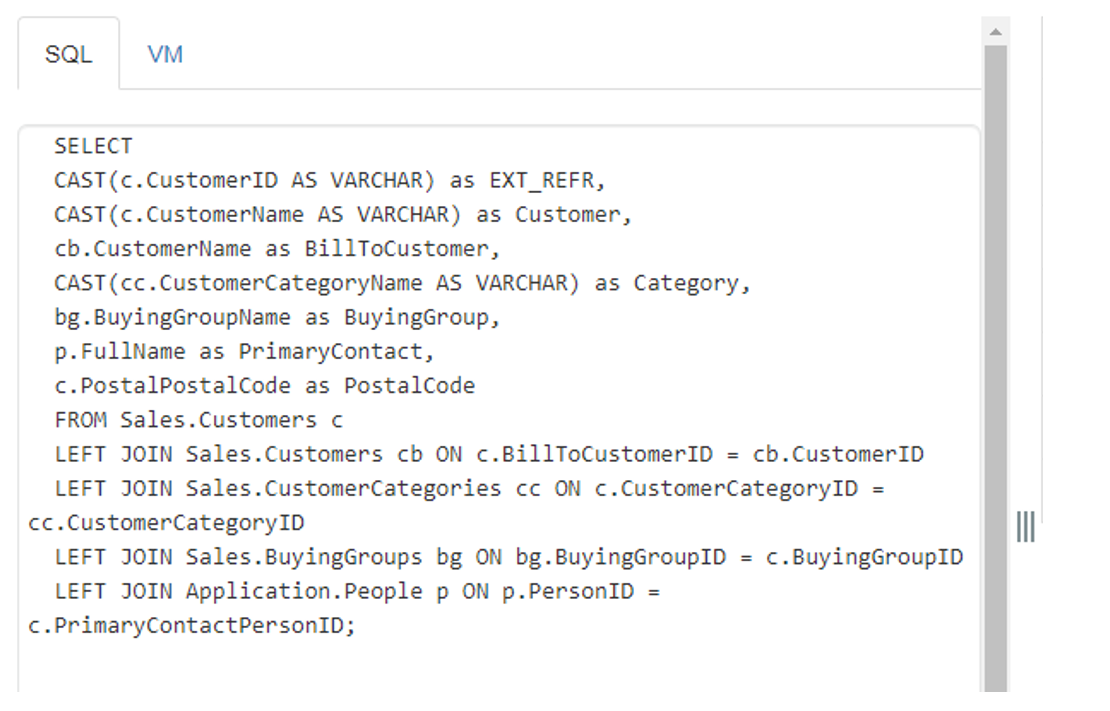 SQL VM
SELECT
CAST(c.CustomerID AS VARCHAR) as EXT_REFR,
CAST(c.CustomerName AS VARCHAR) as Customer,
cb.CustomerName as BillToCustomer,
CAST(cc.CustomerCategoryName AS VARCHAR) as Category,
bg.BuyingGroupName as BuyingGroup,
p.FullName as PrimaryContact,
c.PostalPostalCode as PostalCode
FROM Sales.Customers c
LEFT JOIN Sales.Customers cb ON c.BillToCustomerID = cb.CustomerID
LEFT JOIN Sales.CustomerCategories cc ON c.CustomerCategoryID =
cc.CustomerCategoryID
LEFT JOIN Sales.BuyingGroups bg ON bg.BuyingGroupID = c.BuyingGroupID
LEFT JOIN Application.People p ON p.PersonID =
c.PrimaryContactPersonID;